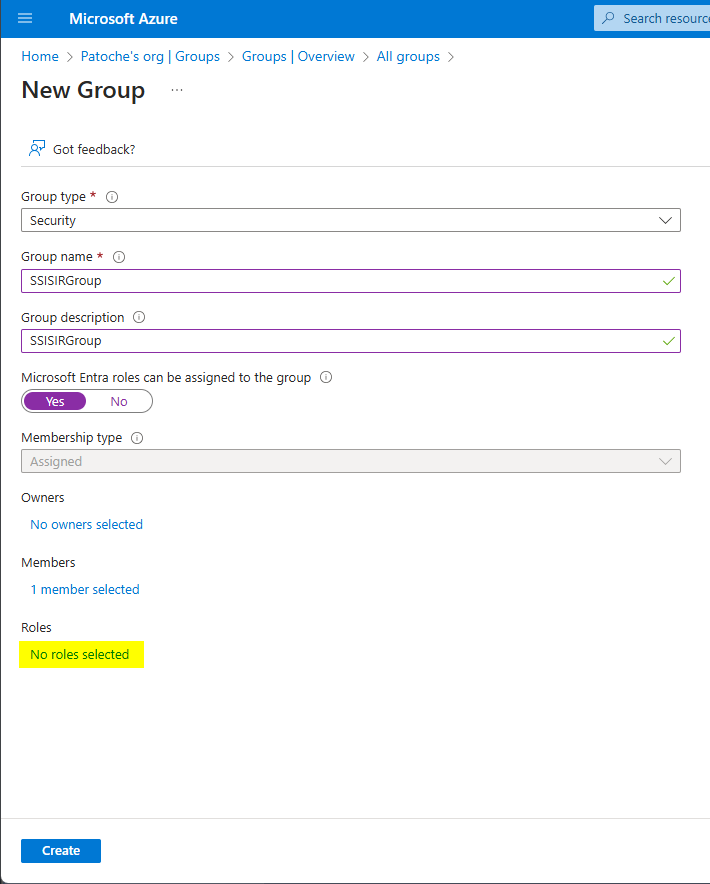 Microsoft Azure
Search resource
Home > Patoche's org | Groups > Groups | Overview > All groups >
New Group ...
Got feedback?
Group type *
Security
Group name *
SSISIRGroup
Group description
SSISIRGroup
Microsoft Entra roles can be assigned to the group
Yes No
Membership type
Assigned
Owners
No owners selected
Members
1 member selected
Roles
No roles selected
Create